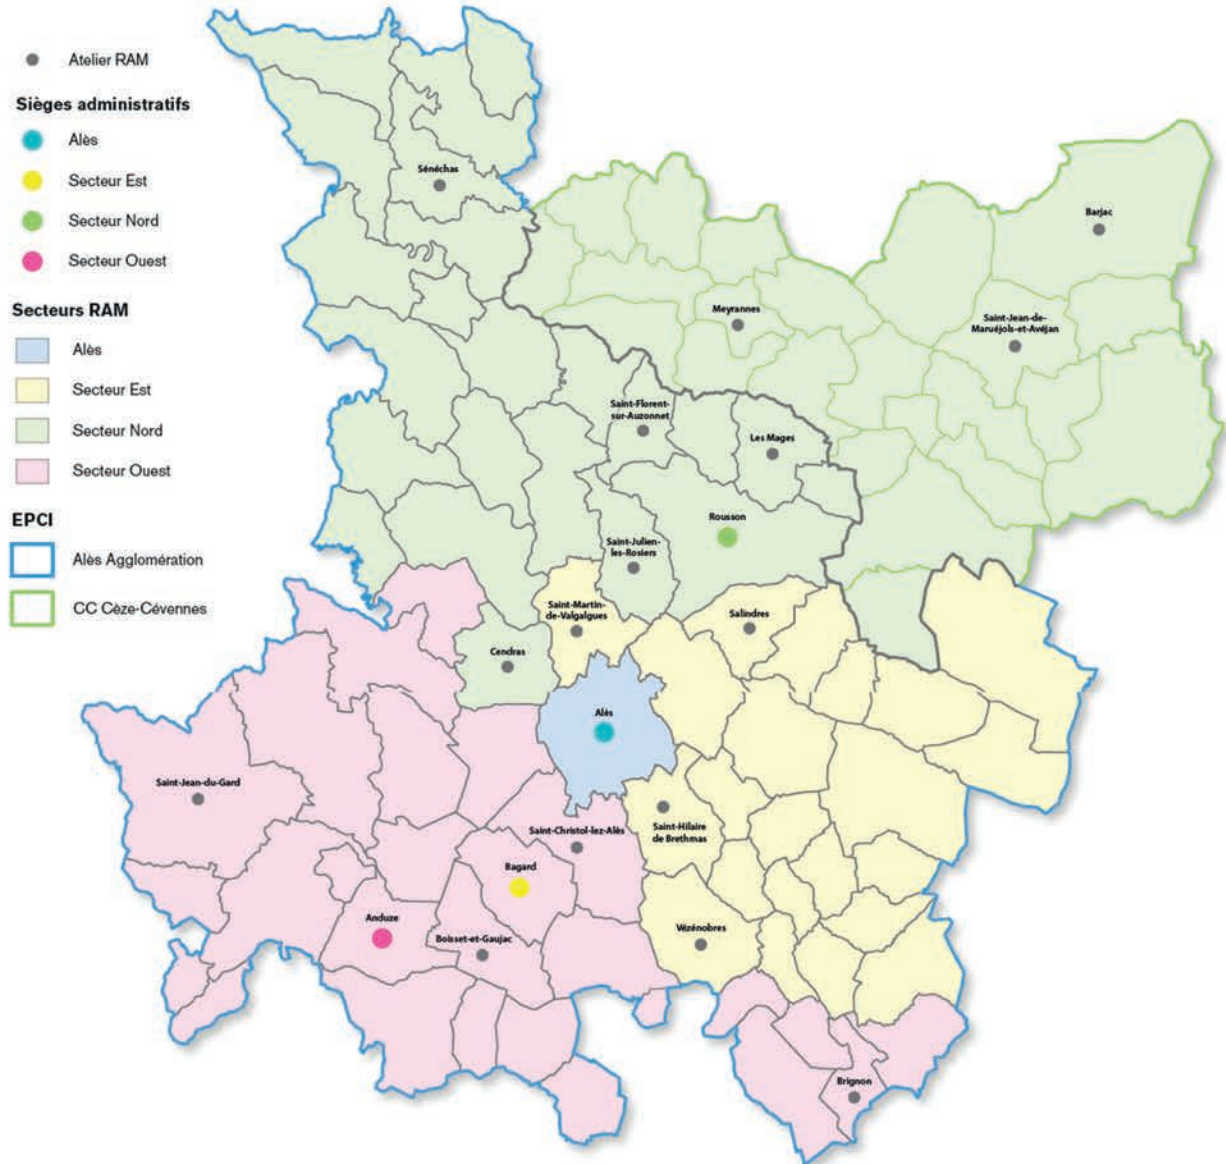 Atelier RAM
Sièges administratifs
Alès
Secteur Est
Secteur Nord
Secteur Ouest
Secteurs RAM
Alès
Secteur Est
Secteur Nord
Secteur Ouest
EPCI
Alès Agglomération
CC Cèze-Cévennes
Sénéchas
Barjac
Meyrannes
Saint-Jean-de-
Maruéjols-et-Avéjan
Saint-Florent-
sur-Auzonnet
Les Mages
Rousson
Saint-Julien-
les-Rosiers
Saint-Martin-
de-Valgalgues
Salindres
Cendras
Alès
Saint-Jean-du-Gard
Saint-Christol-lez-Alès
Saint-Hilaire
de Brethmas
Bagard
Anduze
Boisset-et-Gaujac
Vézénobres
Brignon